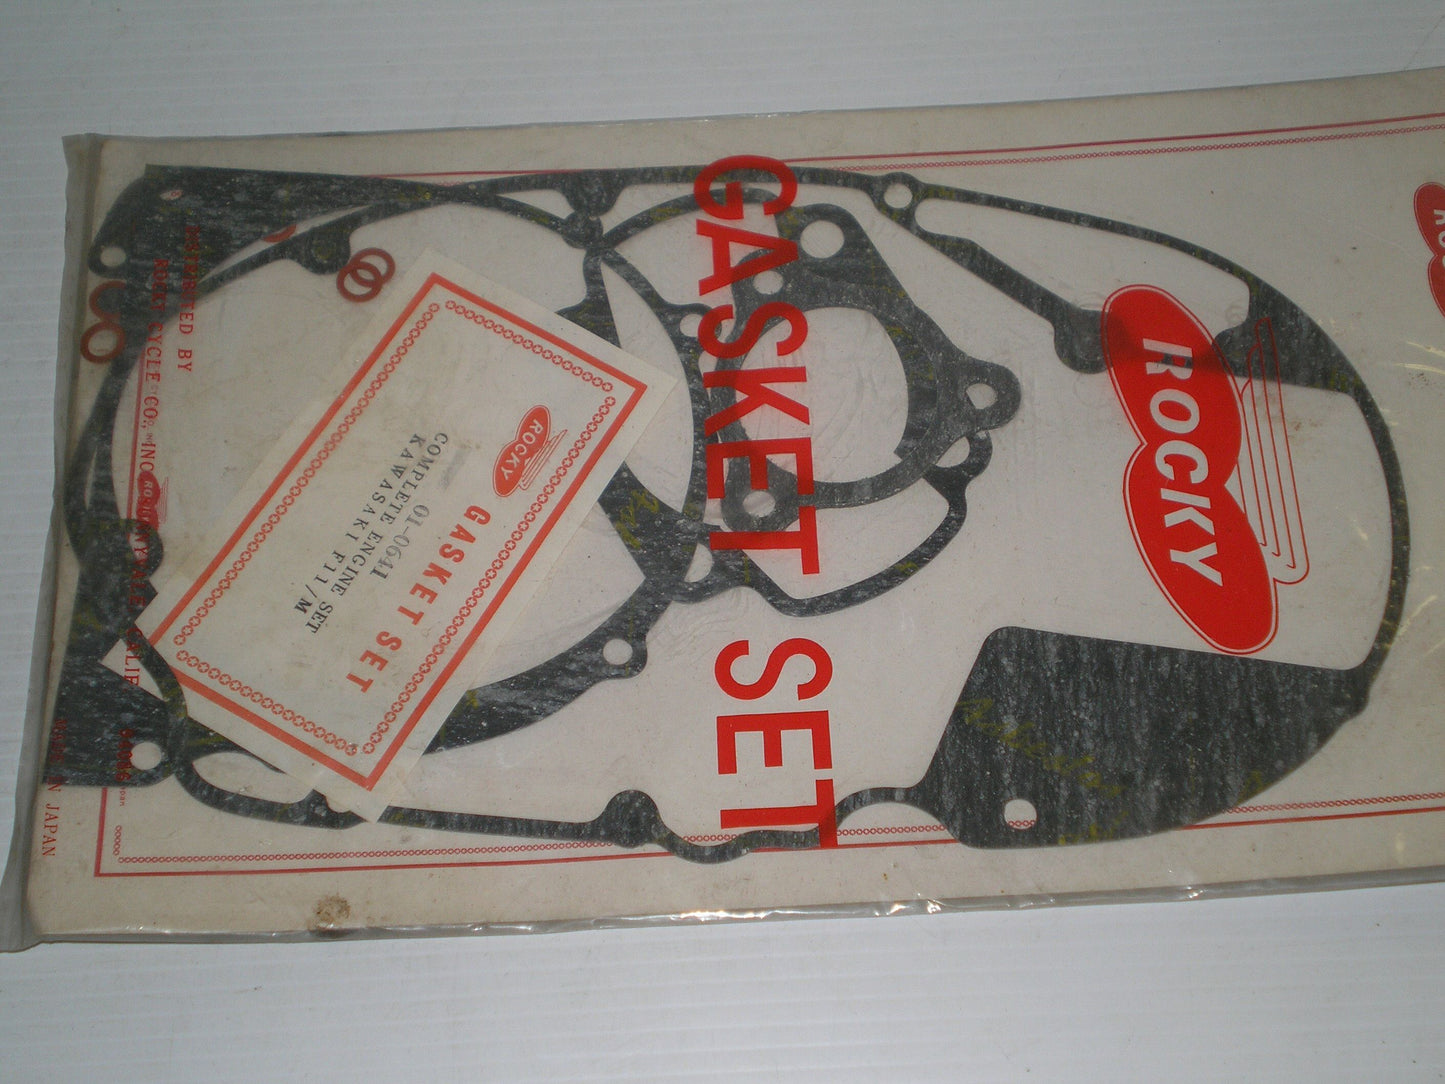 GASKET SET
ROCKY
ROCKY
GASKET SET
01-0641
COMPLETE ENGINE SET
KAWASAKI F11/M
BY
ROCKY CYCLE CO., INC.
MADE IN JAPAN